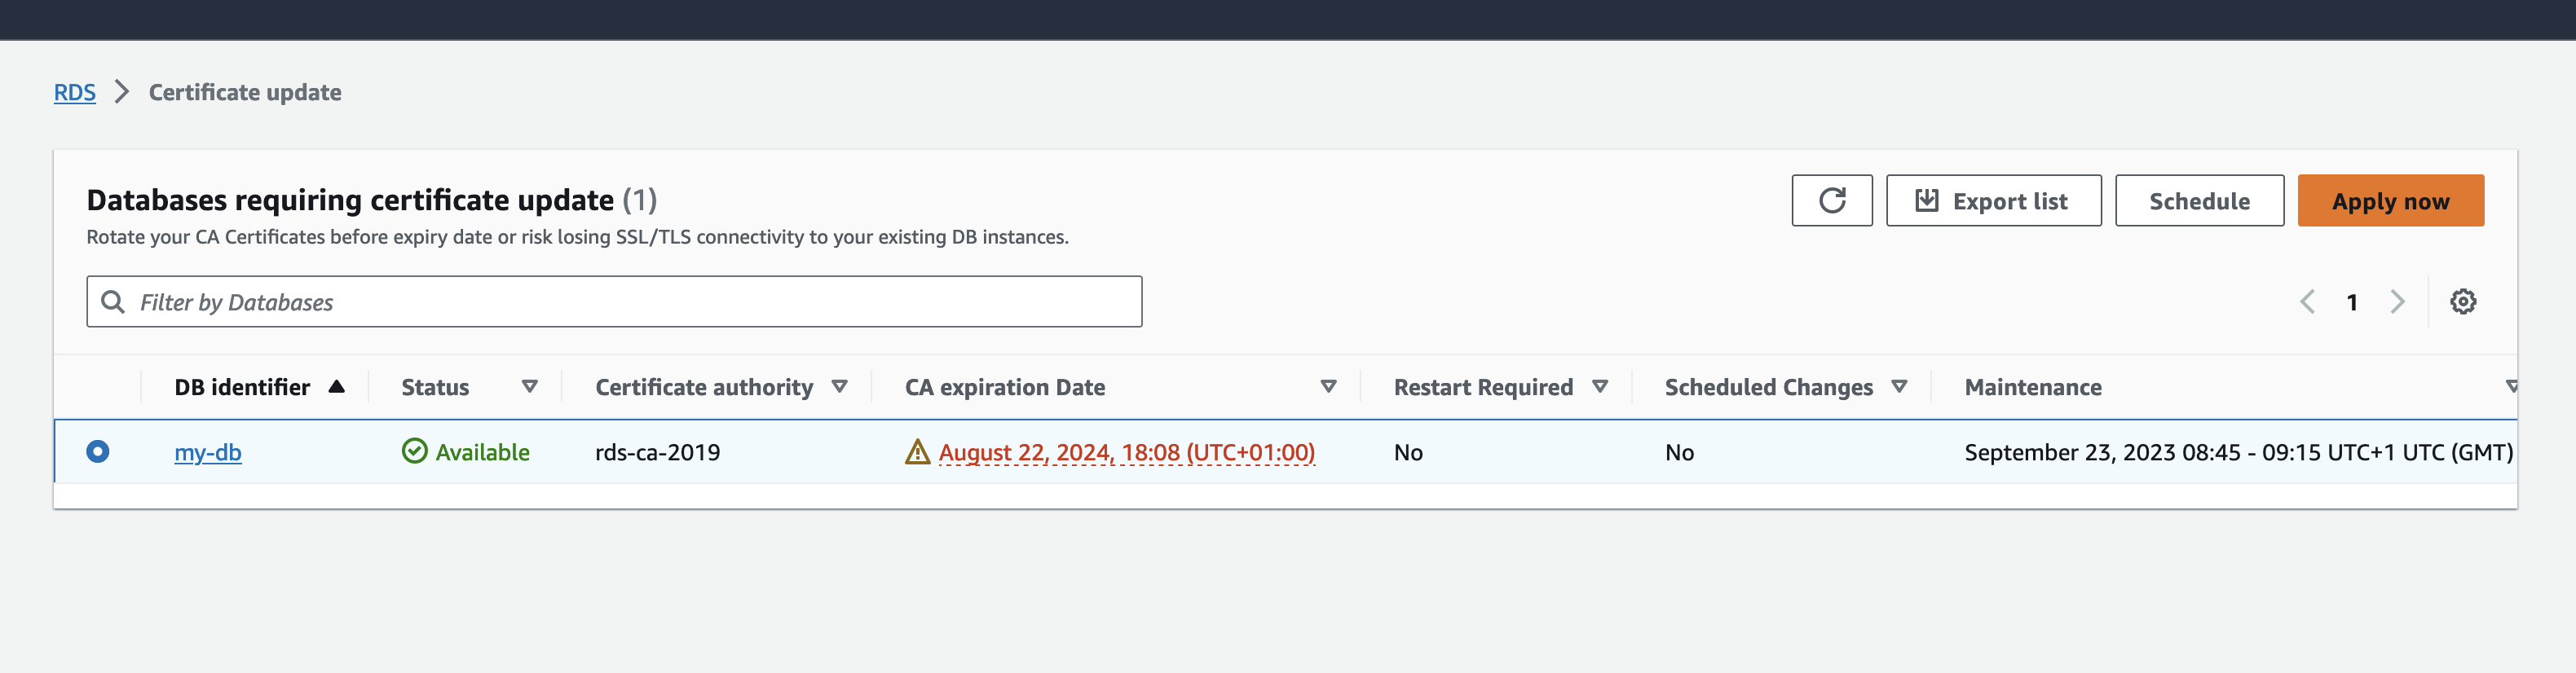 RDS > Certificate update
Databases requiring certificate update (1)
Rotate your CA Certificates before expiry date or risk losing SSL/TLS connectivity to your existing DB instances.
Export list
Schedule
Apply now
Filter by Databases
1
DB identifier Status Certificate authority CA expiration Date Restart Required Scheduled Changes Maintenance
my-db Available rds-ca-2019 August 22, 2024, 18:08 (UTC+01:00) No No September 23, 2023 08:45 - 09:15 UTC+1 UTC (GMT)